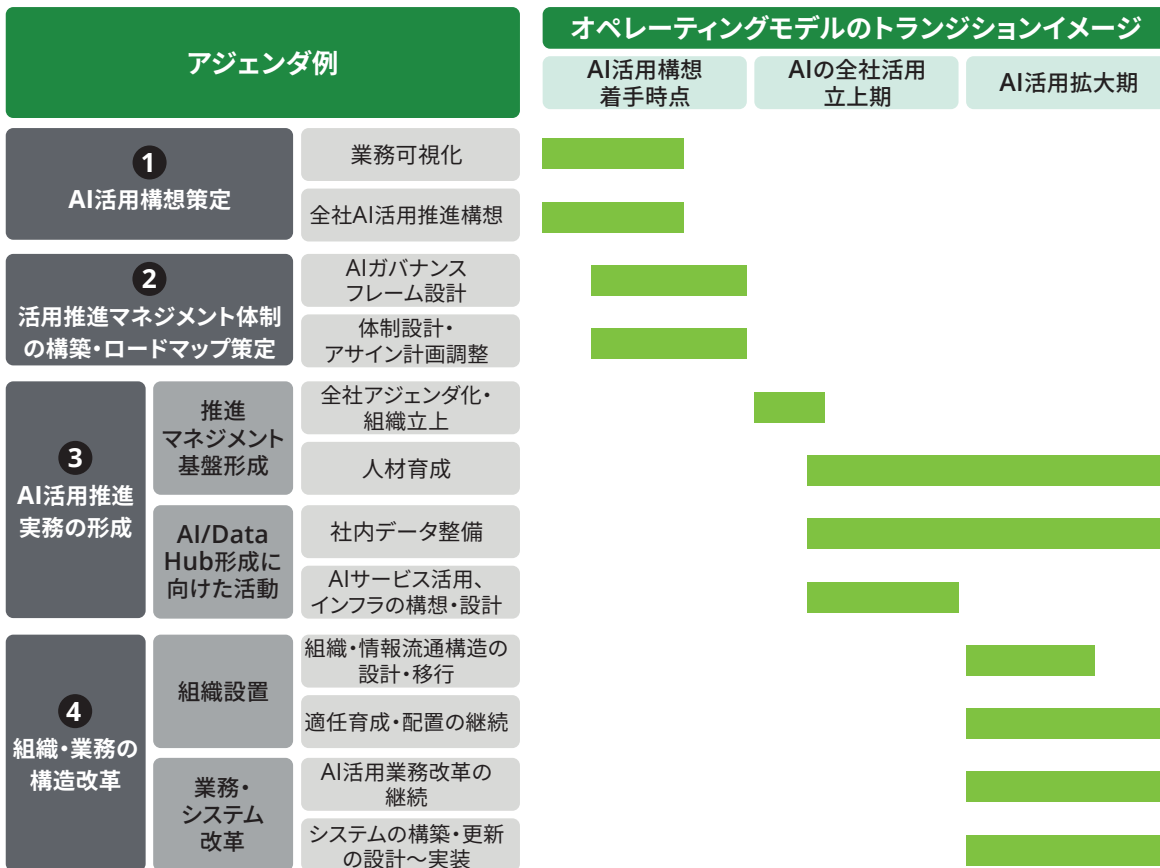 アジェンダ例
オペレーティングモデルのトランジションイメージ
AI活用構想
着手時点
AIの全社活用
立上期
AI活用拡大期
1
AI活用構想策定
業務可視化
全社AI活用推進構想
2
活用推進マネジメント体制
の構築・ロードマップ策定
AIガバナンス
フレーム設計
体制設計・
アサイン計画調整
3
AI活用推進
実務の形成
推進
マネジメント
基盤形成
全社アジェンダ化・
組織立上
人材育成
AI/Data
Hub形成に
向けた活動
社内データ整備
AIサービス活用、
インフラの構想・設計
4
組織・業務の
構造改革
組織設置
組織・情報流通構造の
設計・移行
適任育成・配置の継続
業務・
システム
改革
AI活用業務改革の
継続
システムの構築・更新
の設計～実装